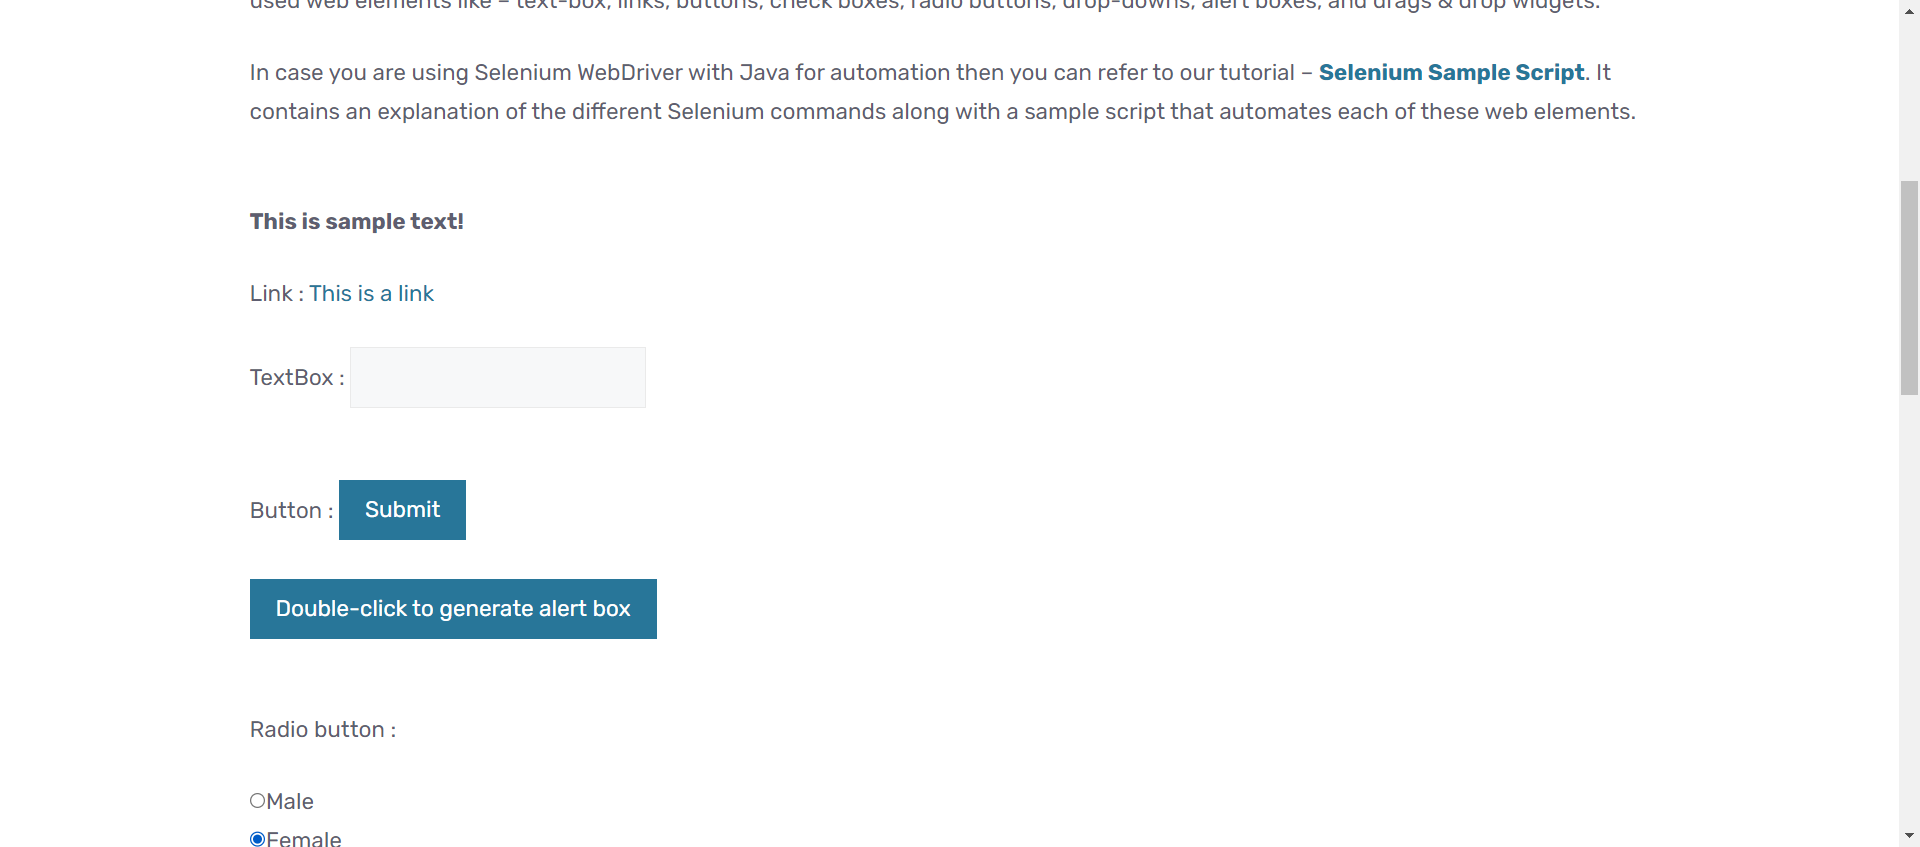 used web elements like – text-box, links, buttons, check boxes, radio buttons, drop-downs, alert boxes, and drags & drop widgets.
In case you are using Selenium WebDriver with Java for automation then you can refer to our tutorial – Selenium Sample Script. It
contains an explanation of the different Selenium commands along with a sample script that automates each of these web elements.
This is sample text!
Link : This is a link
TextBox :
Button : Submit
Double-click to generate alert box
Radio button :
Male
Female